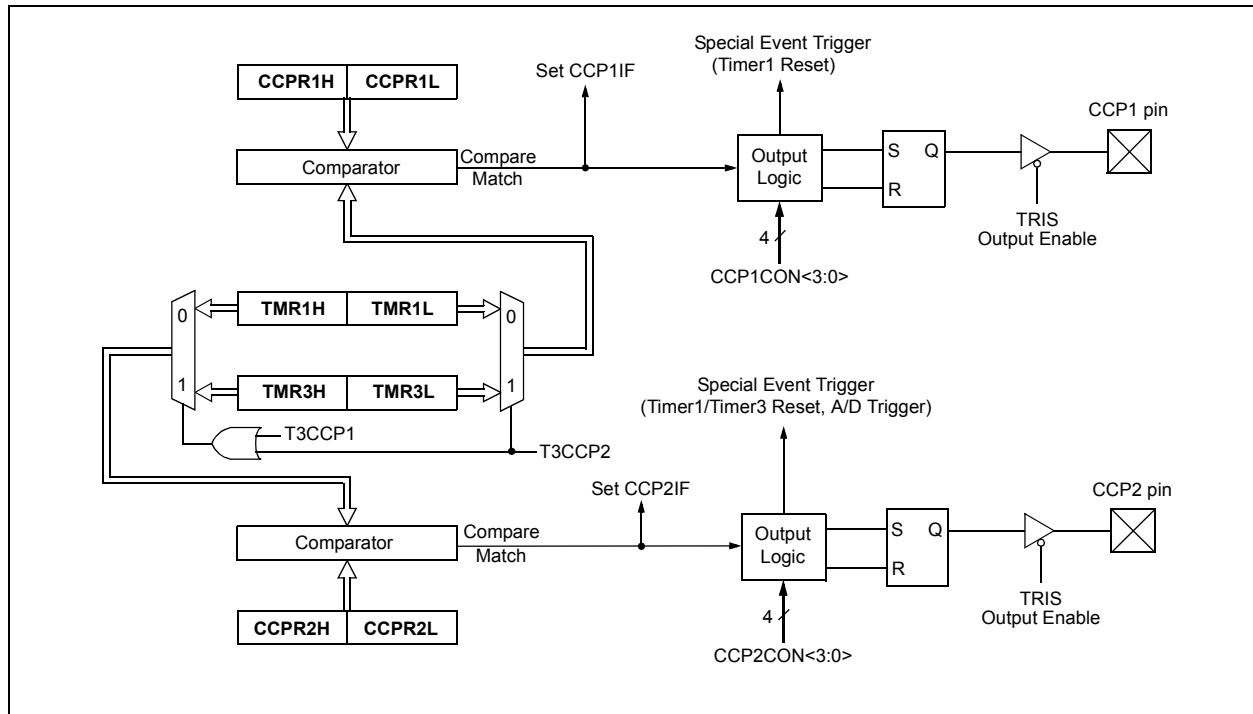 Special Event Trigger
(Timer1 Reset)
Set CCP1IF
CCPR1H CCPR1L
CCP1 pin
Comparator
Compare
Match
Output
Logic
S Q
R
TRIS
Output Enable
4
CCP1CON<3:0>
0 TMR1H TMR1L 0
1 TMR3H TMR3L 1
T3CCP1
T3CCP2
Special Event Trigger
(Timer1/Timer3 Reset, A/D Trigger)
Set CCP2IF
CCP2 pin
Comparator
Compare
Match
Output
Logic
S Q
R
TRIS
Output Enable
4
CCPR2H CCPR2L
CCP2CON<3:0>